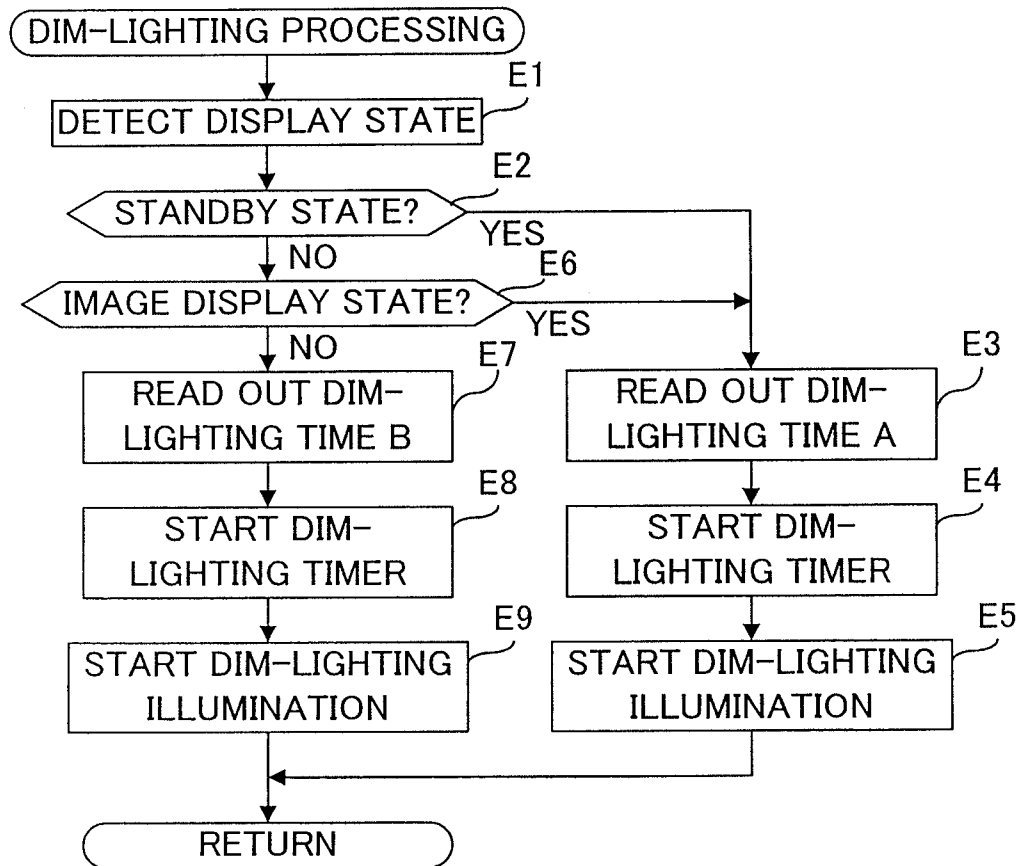 DIM-LIGHTING PROCESSING
E1
DETECT DISPLAY STATE
E2
STANDBY STATE?
YES
NO
E6
IMAGE DISPLAY STATE?
YES
NO
E7
READ OUT DIM-
LIGHTING TIME B
E3
READ OUT DIM-
LIGHTING TIME A
E8
START DIM-
LIGHTING TIMER
E4
START DIM-
LIGHTING TIMER
E9
START DIM-LIGHTING
ILLUMINATION
E5
START DIM-LIGHTING
ILLUMINATION
RETURN